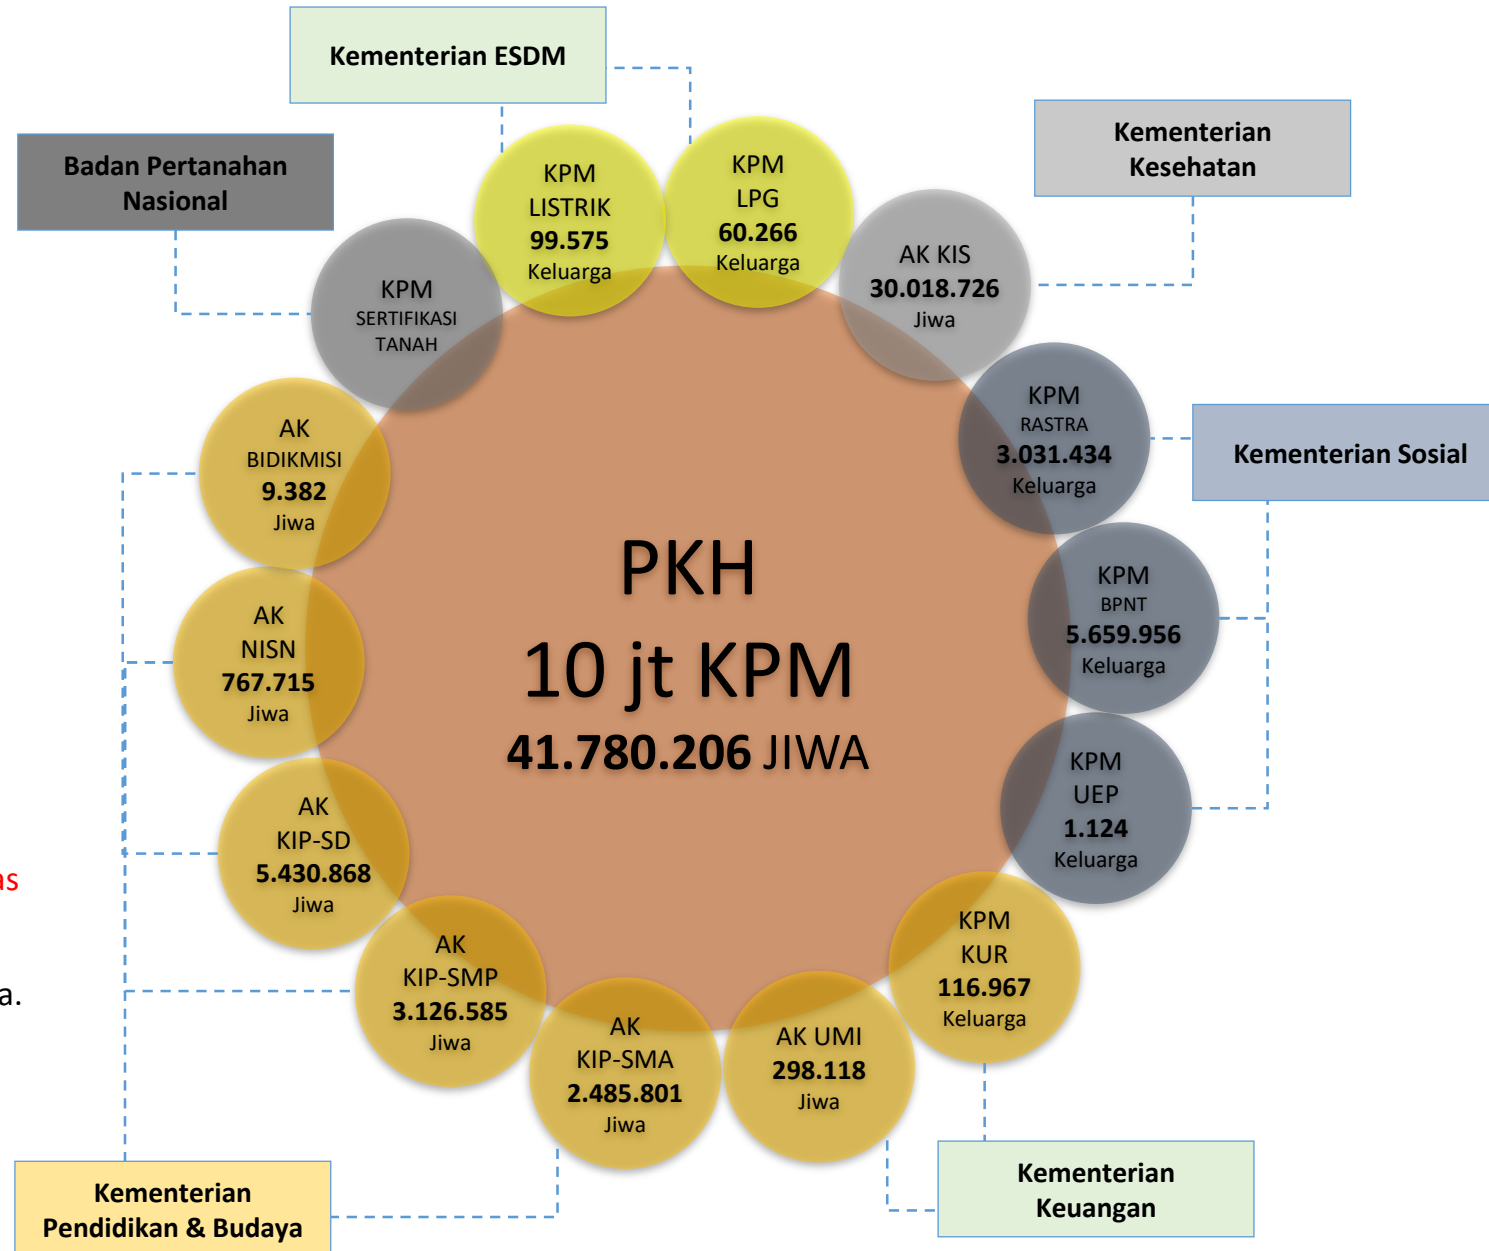 Kementerian ESDM
Badan Pertanahan
Nasional
Kementerian
Kesehatan
KPM
LISTRIK
99.575
Keluarga
KPM
LPG
60.266
Keluarga
AK KIS
30.018.726
Jiwa
KPM
SERTIFIKASI
TANAH
KPM
RASTRA
3.031.434
Keluarga
Kementerian Sosial
AK
BIDIKMISI
9.382
Jiwa
KPM
BPNT
5.659.956
Keluarga
PKH
10 jt KPM
41.780.206 JIWA
AK
NISN
767.715
Jiwa
KPM
UEP
1.124
Keluarga
AK
KIP-SD
5.430.868
Jiwa
as
a.
KPM
KUR
116.967
Keluarga
AK
KIP-SMP
3.126.585
Jiwa
AK
KIP-SMA
2.485.801
Jiwa
AK UMI
298.118
Jiwa
Kementerian
Pendidikan & Budaya
Kementerian
Keuangan